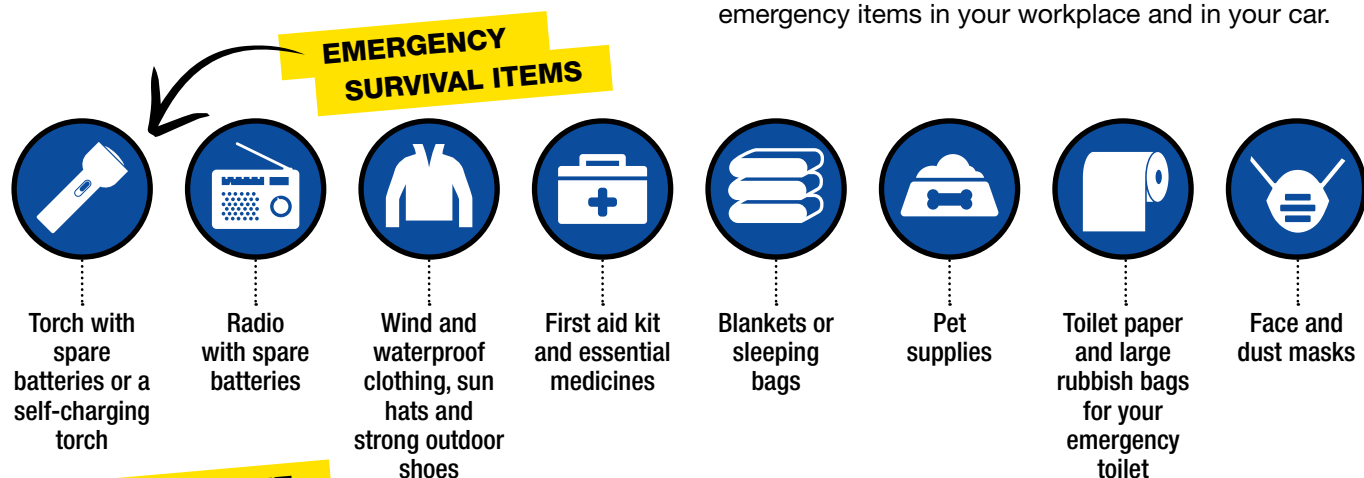 emergency items in your workplace and in your car.
EMERGENCY
SURVIVAL ITEMS
Torch with
spare
batteries or a
self-charging
torch
Radio
with spare
batteries
Wind and
waterproof
clothing, sun
hats and
strong outdoor
shoes
First aid kit
and essential
medicines
Blankets or
sleeping
bags
Pet
supplies
Toilet paper
and large
rubbish bags
for your
emergency
toilet
Face and
dust masks